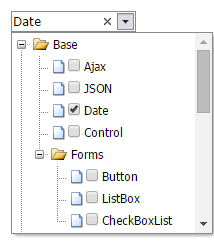 Date
Base
Ajax
JSON
Date
Control
Forms
Button
ListBox
CheckBoxList